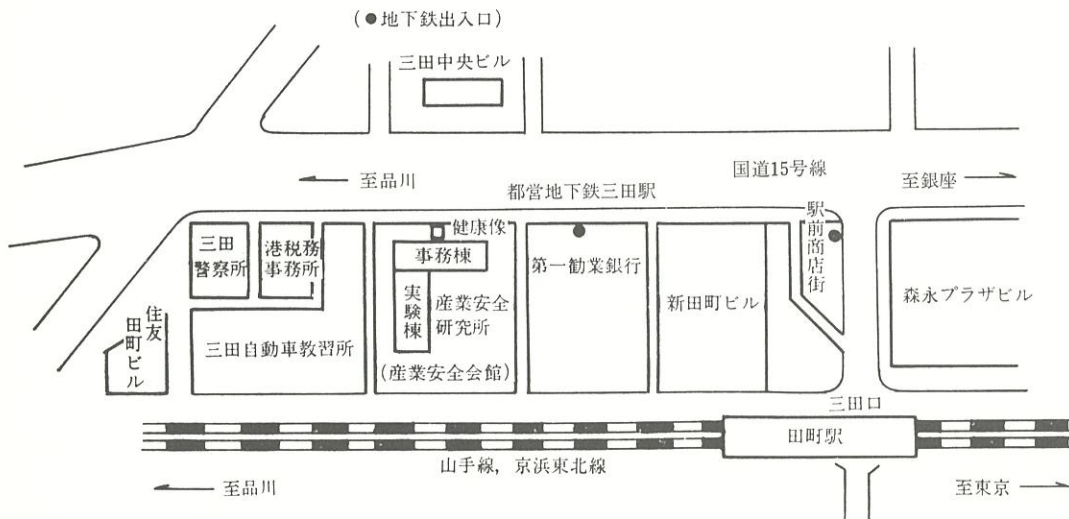 (●地下鉄出入口)
三田中央ビル
国道15号線
至品川
至銀座
都営地下鉄三田駅
三田
警察所
港税務
事務所
健康像
事務棟
実験棟
産業安全
研究所
(産業安全会館)
第一勧業銀行
新田町ビル
駅前商店街
森永プラザビル
住友
田町ビル
三田自動車教習所
三田口
田町駅
山手線，京浜東北線
至品川
至東京